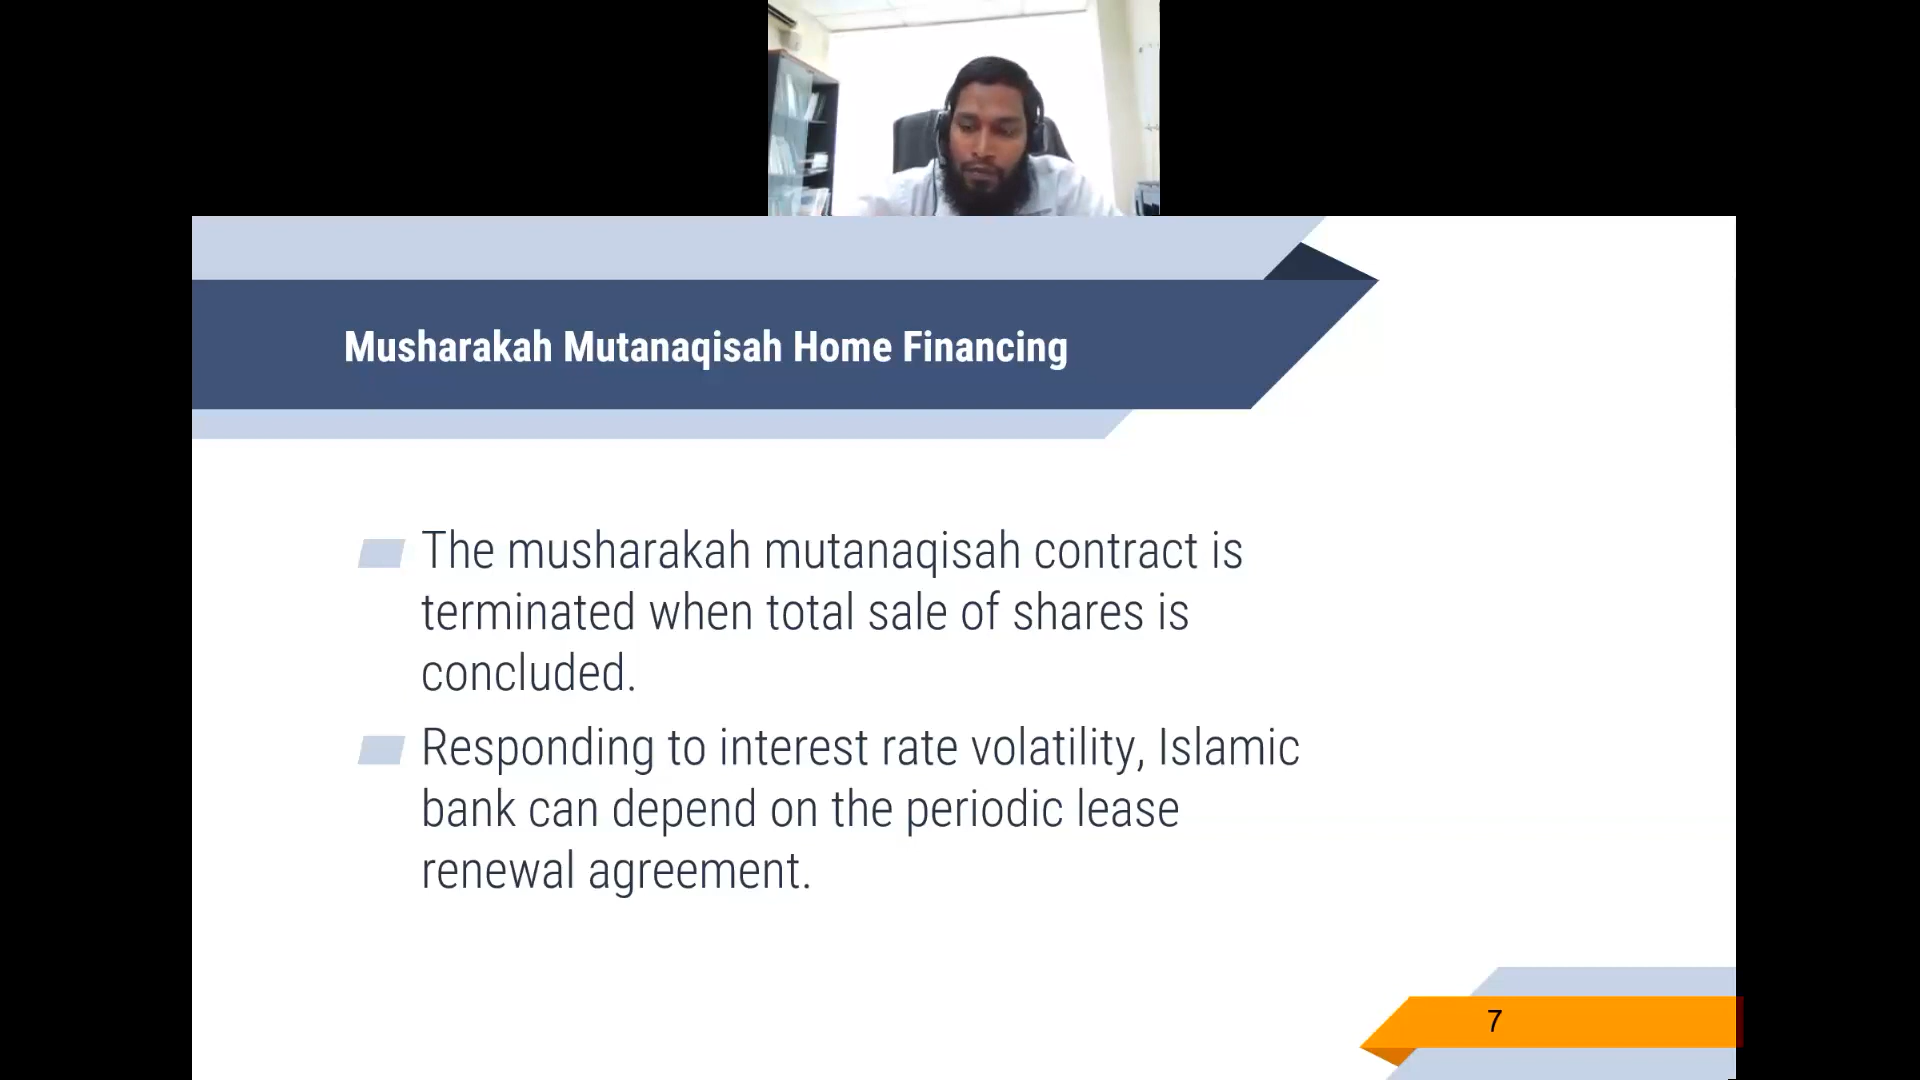 Musharakah Mutanaqisah Home Financing
The musharakah mutanaqisah contract is
terminated when total sale of shares is
concluded.
Responding to interest rate volatility, Islamic
bank can depend on the periodic lease
renewal agreement.
7